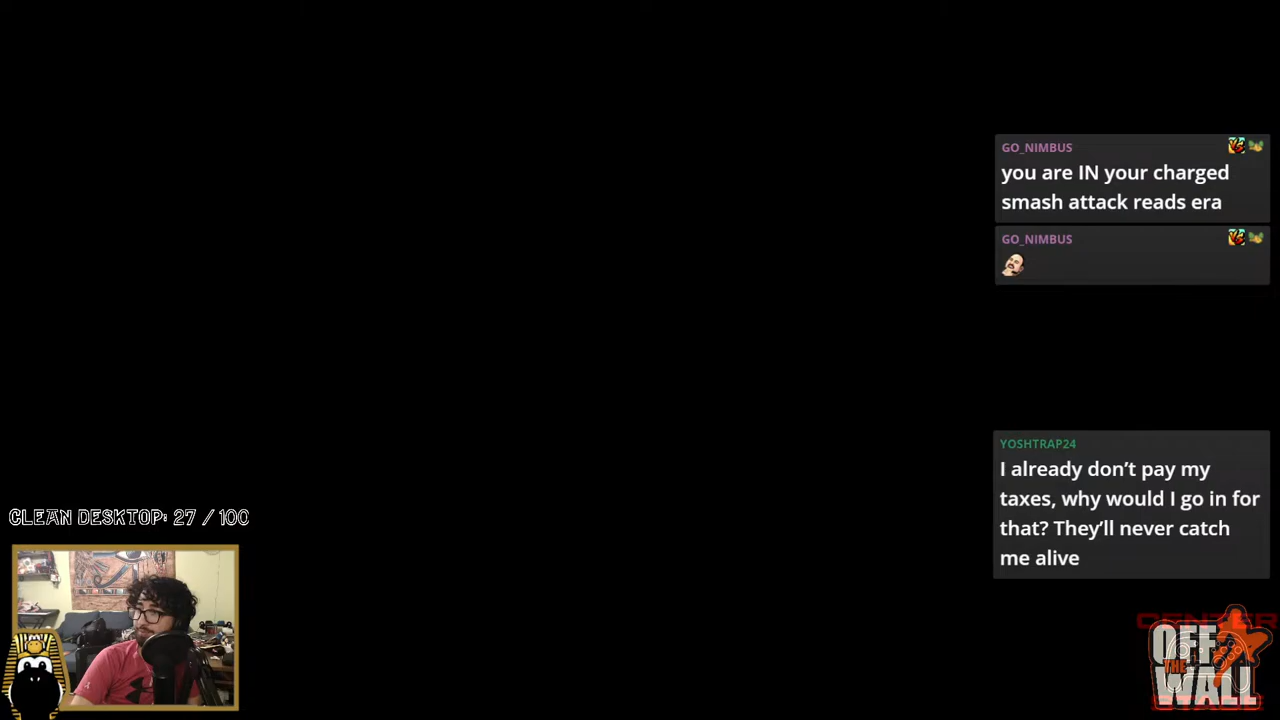 GO_NIMBUS
you are IN your charged
smash attack reads era
GO_NIMBUS
YOSHTRAP24
I already don't pay my
taxes, why would I go in for
that? They'll never catch
me alive
CLEAN DESKTOP: 27 / 100
CENTER
OFF
THE
WALL